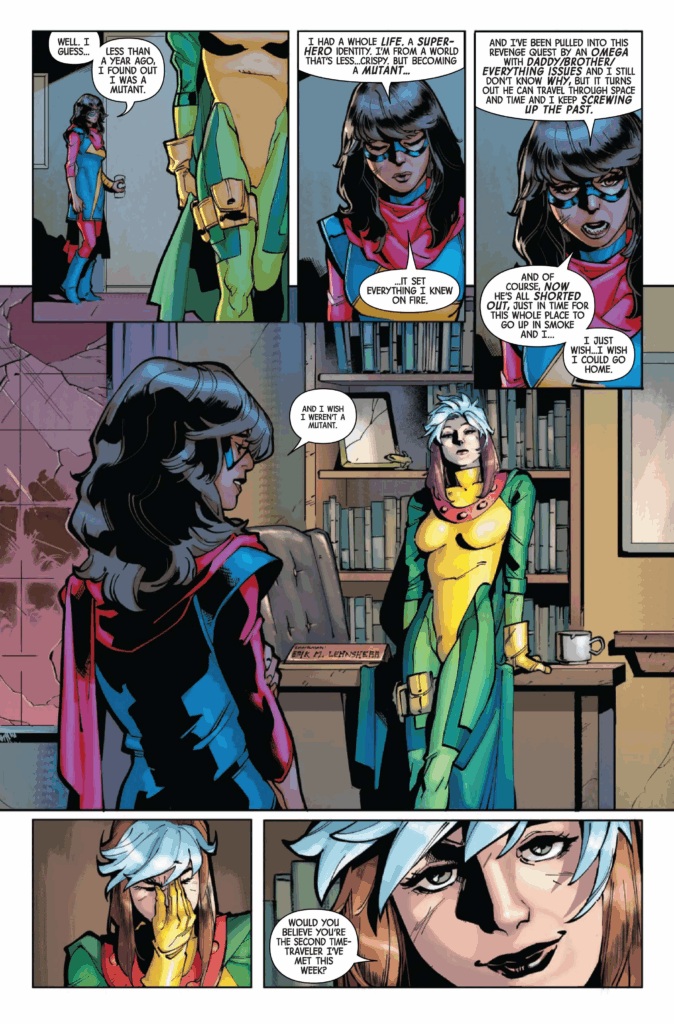 WELL, I
GUESS...
LESS THAN
A YEAR AGO,
I FOUND OUT
I WAS A
MUTANT.
I HAD A WHOLE LIFE, A SUPER-
HERO IDENTITY. I'M FROM A WORLD
THAT'S LESS...CRISPY. BUT BECOMING
A MUTANT...
...IT SET
EVERYTHING I KNEW
ON FIRE.
AND I'VE BEEN PULLED INTO THIS
REVENGE QUEST BY AN OMEGA
WITH DADDY/BROTHER/
EVERYTHING ISSUES AND I STILL
DON'T KNOW WHY, BUT IT TURNS
OUT HE CAN TRAVEL THROUGH SPACE
AND TIME AND I KEEP SCREWING
UP THE PAST.
AND OF
COURSE, NOW
HE'S ALL SHORTED
OUT, JUST IN TIME FOR
THIS WHOLE PLACE TO
GO UP IN SMOKE
AND I...
I JUST
WISH...I WISH
I COULD GO
HOME.
AND I WISH
I WEREN'T A
MUTANT.
ERIK M. LEHNSHERR
WOULD YOU
BELIEVE YOU'RE
THE SECOND TIME-
TRAVELER I'VE
MET THIS
WEEK?